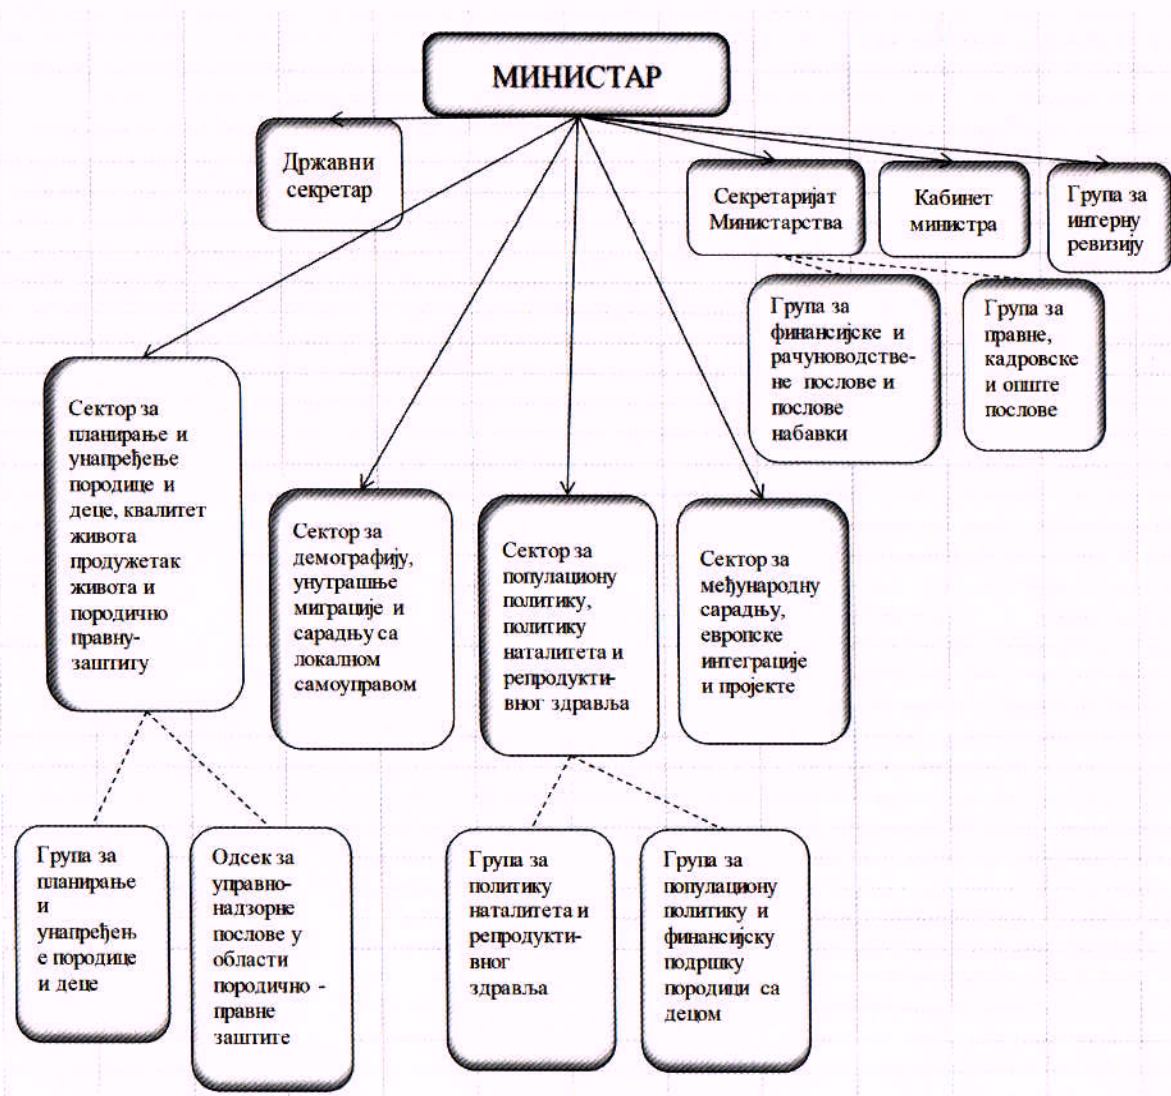 МИНИСТАР
Државни
секретар
Секретаријат
Министарства
Кабинет
министра
Група за
интерну
ревизију
Група за
финансијске и
рачуноводстве-
не послове и
послове
набавки
Група за
правне,
кадровске
и опште
послове
Сектор за
планирање и
унапређење
породице и
деце, квалитет
живота
продужетак
живота и
породично
правну-
заштиту
Сектор за
демографију,
унутрашње
миграције и
сарадњу са
локалном
самоуправом
Сектор за
популациону
политику,
политику
наталитета и
репродукти-
вног здравља
Сектор за
међународну
сарадњу,
европске
интеграције
и пројекте
Група за
планирање
и
унапређењ
е породице
и деце
Одсек за
управно-
надзорне
послове у
области
породично -
правне
заштите
Група за
политику
наталитета и
репродукти-
вног
здравља
Група за
популациону
политику и
финансијску
подршку
породици са
децом